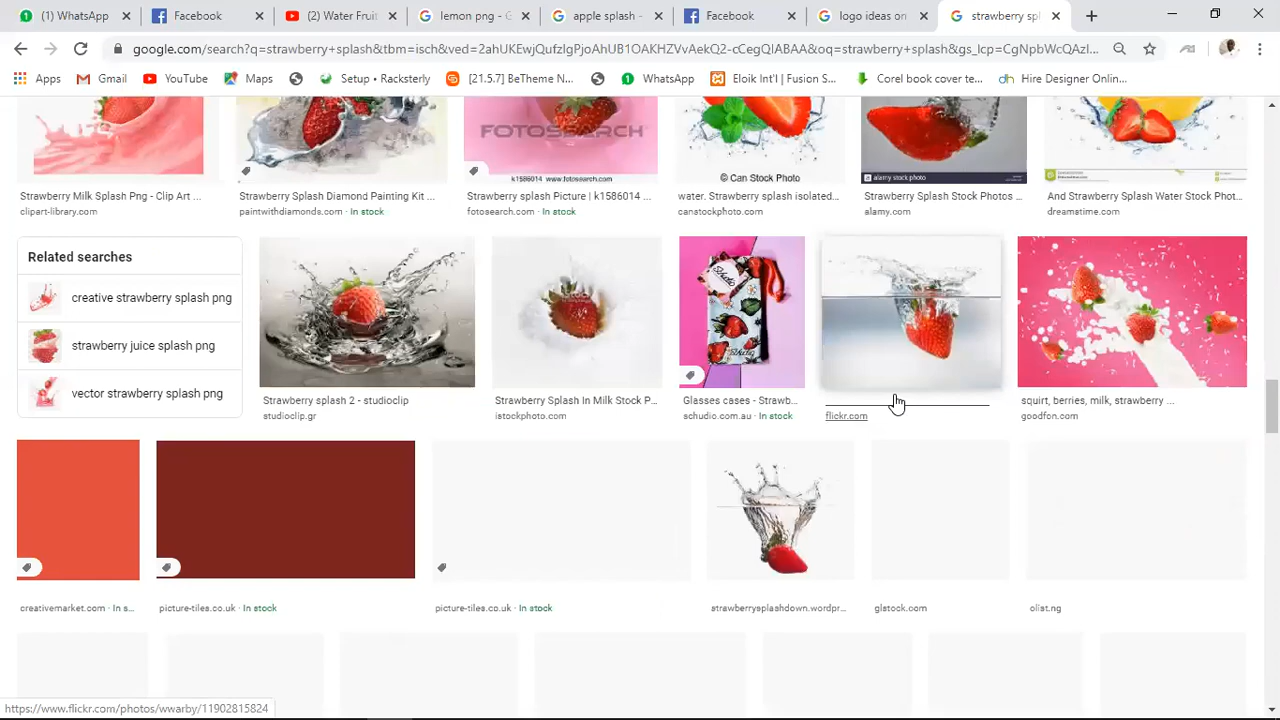 (1) WhatsApp
Facebook
(2) Water Fruit
lemon png - G
apple splash -
Facebook
logo ideas on
strawberry spl
google.com/search?q=strawberry+splash&tbm=isch&ved=2ahUKEwjQufzlgPjoAhUB1OAKHZVvAekQ2-cCegQIABAA&oq=strawberry+splash&gs_lcp=CgNpbWcQAzI...
Apps
Gmail
YouTube
Maps
Setup • Racksterly
[21.5.7] BeTheme N...
WhatsApp
Eloik Int'l | Fusion S...
Corel book cover te...
dh Hire Designer Onlin...
FOTOSEARCH
k1586014 www.fotosearch.com
© Can Stock Photo
a alamy stock photo
Strawberry Milk Splash Png - Clip Art ...
clipart-library.com
Strawberry Splash Diamond Painting Kit ...
paintwithdiamonds.com · In stock
Strawberry splash Picture | k1586014 ...
fotosearch.com · In stock
water. Strawberry splash isolated...
canstockphoto.com
Strawberry Splash Stock Photos ...
alamy.com
And Strawberry Splash Water Stock Phot...
dreamstime.com
Related searches
creative strawberry splash png
strawberry juice splash png
vector strawberry splash png
Strawberry splash 2 - studioclip
studioclip.gr
Strawberry Splash In Milk Stock P...
istockphoto.com
Glasses cases - Strawb...
schudio.com.au · In stock
flickr.com
squirt, berries, milk, strawberry ...
goodfon.com
creativemarket.com · In s...
picture-tiles.co.uk · In stock
picture-tiles.co.uk · In stock
strawberrysplashdown.wordpr...
glstock.com
olist.ng
https://www.flickr.com/photos/wwarby/11902815824